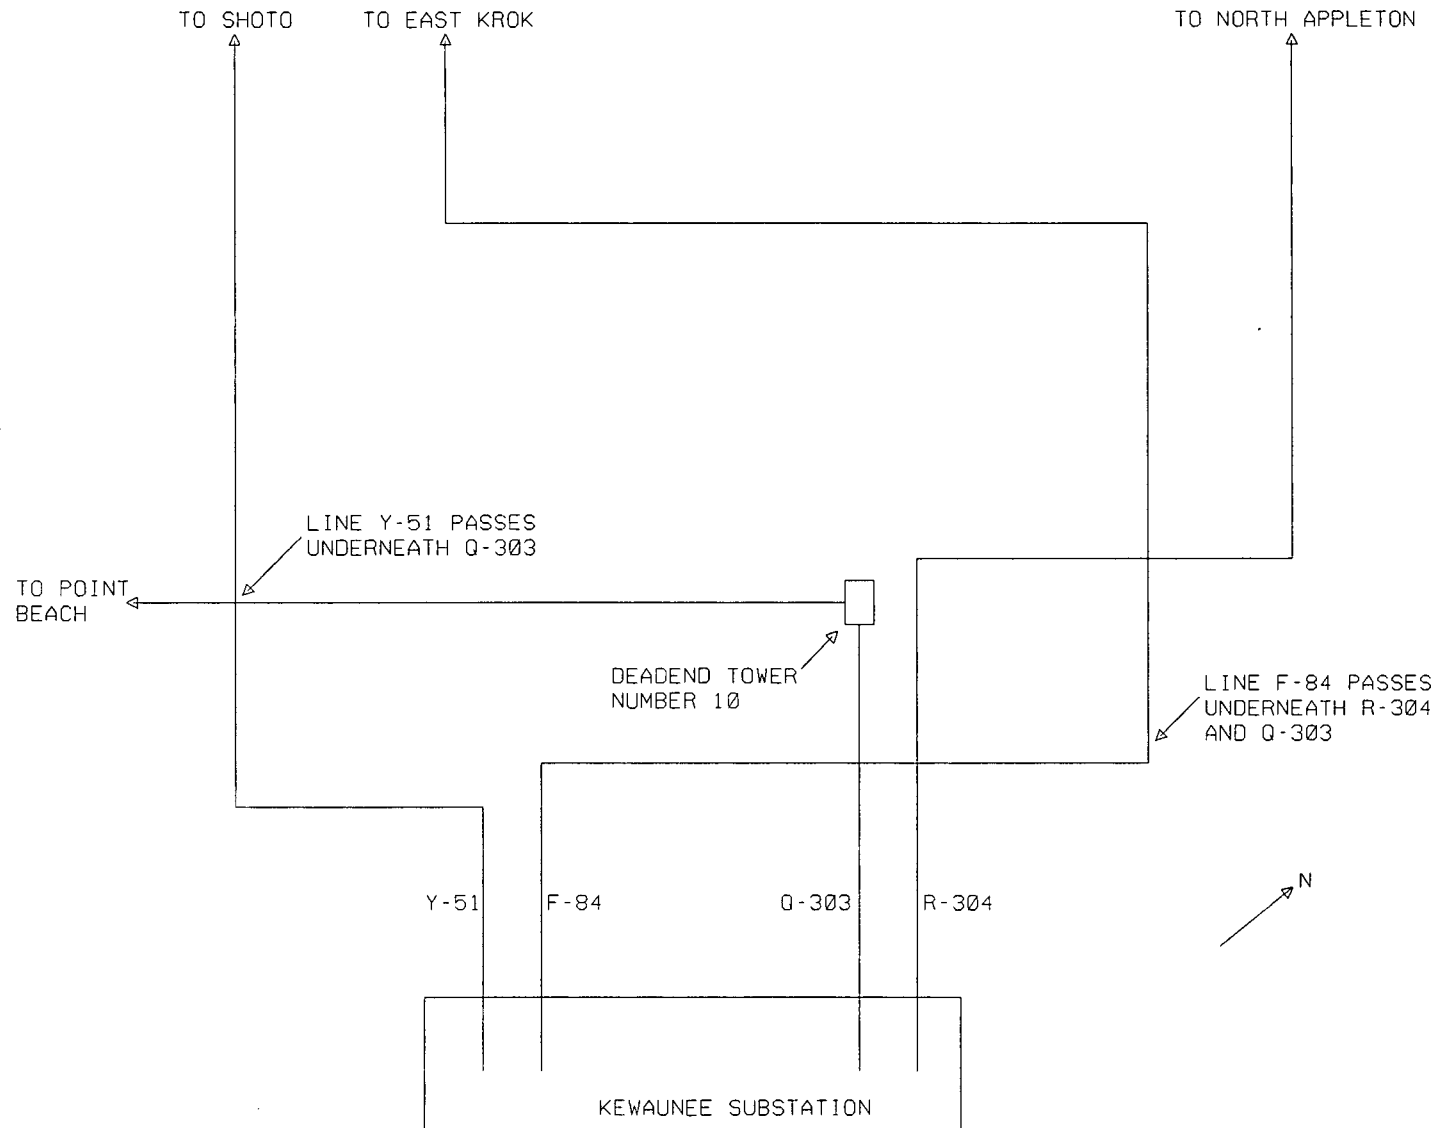 TO SHOTO
TO EAST KROK
TO NORTH APPLETON
LINE Y-51 PASSES
UNDERNEATH Q-303
TO POINT
BEACH
DEADEND TOWER
NUMBER 10
LINE F-84 PASSES
UNDERNEATH R-304
AND Q-303
N
Y-51
F-84
Q-303
R-304
KEWAUNEE SUBSTATION